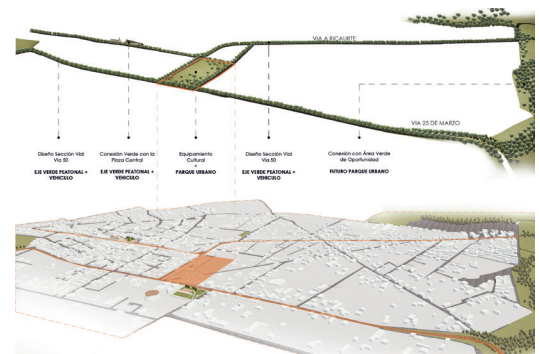 VIA A RICAURTE
VIA 25 DE MARZO
Diseño Sección Vial
Via 50
EJE VERDE PEATONAL +
VEHICULO
Conexión Verde con la
Plaza Central
EJE VERDE PEATONAL +
VEHICULO
Equipamiento
Cultural
+
PARQUE URBANO
Diseño Sección Vial
Via 50
EJE VERDE PEATONAL +
VEHICULO
Conexión con Área Verde
de Oportunidad
FUTURO PARQUE URBANO